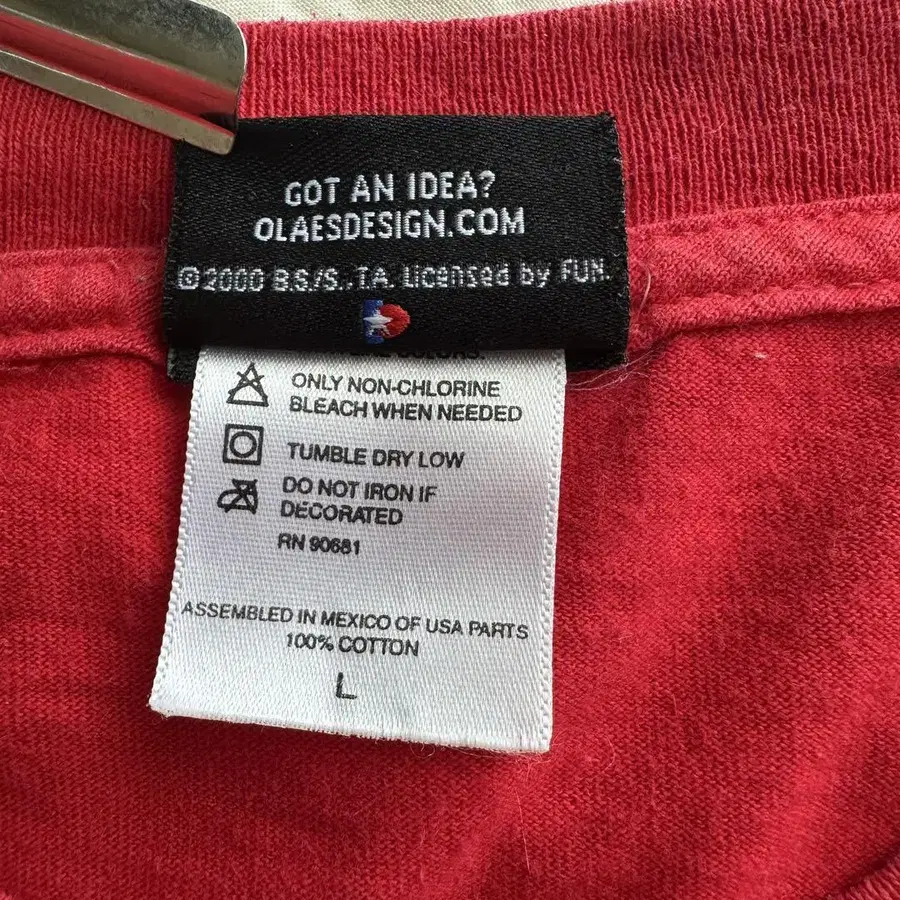 GOT AN IDEA?
OLAESDESIGN.COM
©2000 B.S./S. .T.A. Licensed by FUN.
COLORS.
ONLY NON-CHLORINE
BLEACH WHEN NEEDED
TUMBLE DRY LOW
DO NOT IRON IF
DECORATED
RN 90681
ASSEMBLED IN MEXICO OF USA PARTS
100% COTTON
L